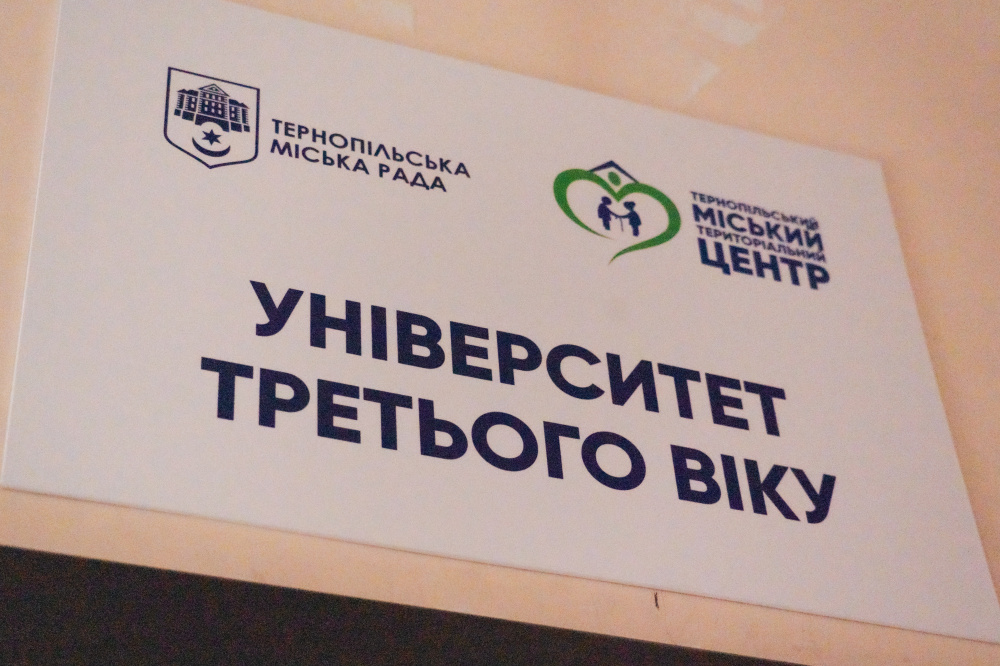 ТЕРНОПІЛЬСЬКА
МІСЬКА РАДА
ТЕРНОПІЛЬСЬКИЙ
МІСЬКИЙ
ТЕРИТОРІАЛЬНИЙ
ЦЕНТР
УНІВЕРСИТЕТ
ТРЕТЬОГО ВІКУ